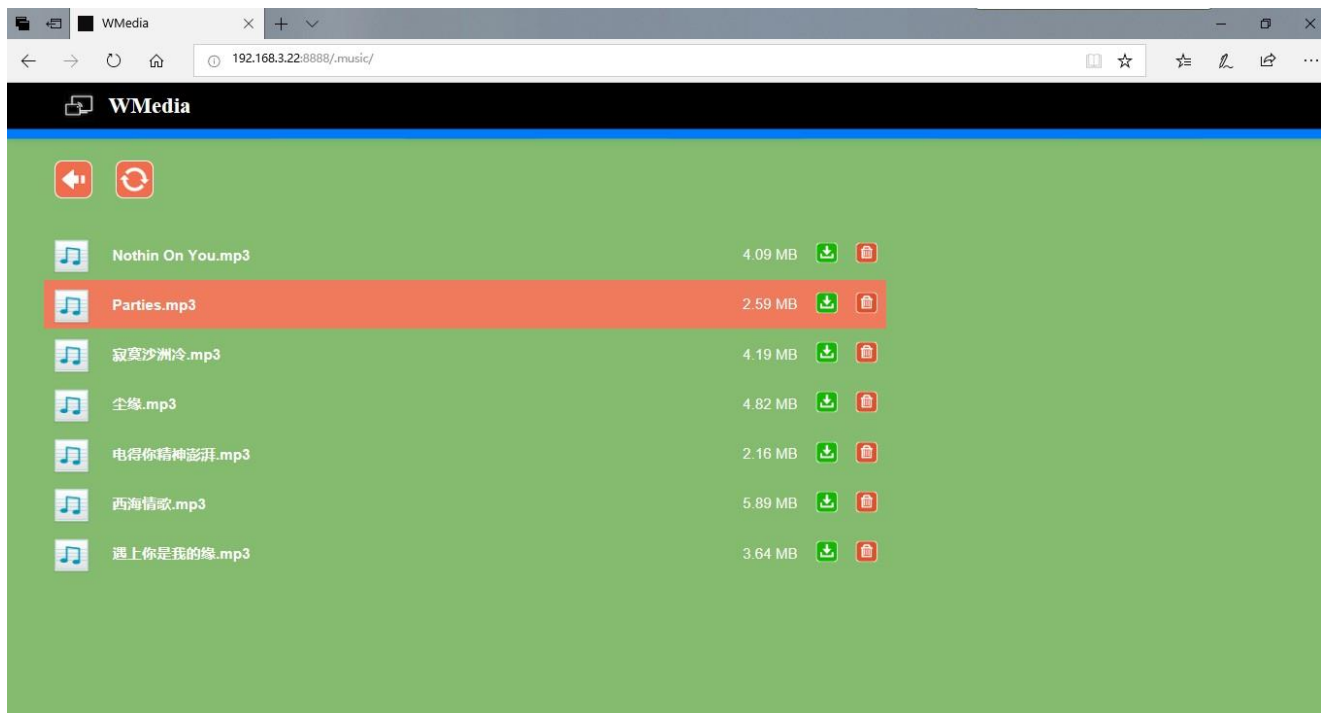 WMedia
192.168.3.22:8888/.music/
WMedia
Nothin On You.mp3 4.09 MB
Parties.mp3 2.59 MB
寂寞沙洲冷.mp3 4.19 MB
尘缘.mp3 4.82 MB
电得你精神澎湃.mp3 2.16 MB
西海情歌.mp3 5.89 MB
遇上你是我的缘.mp3 3.64 MB